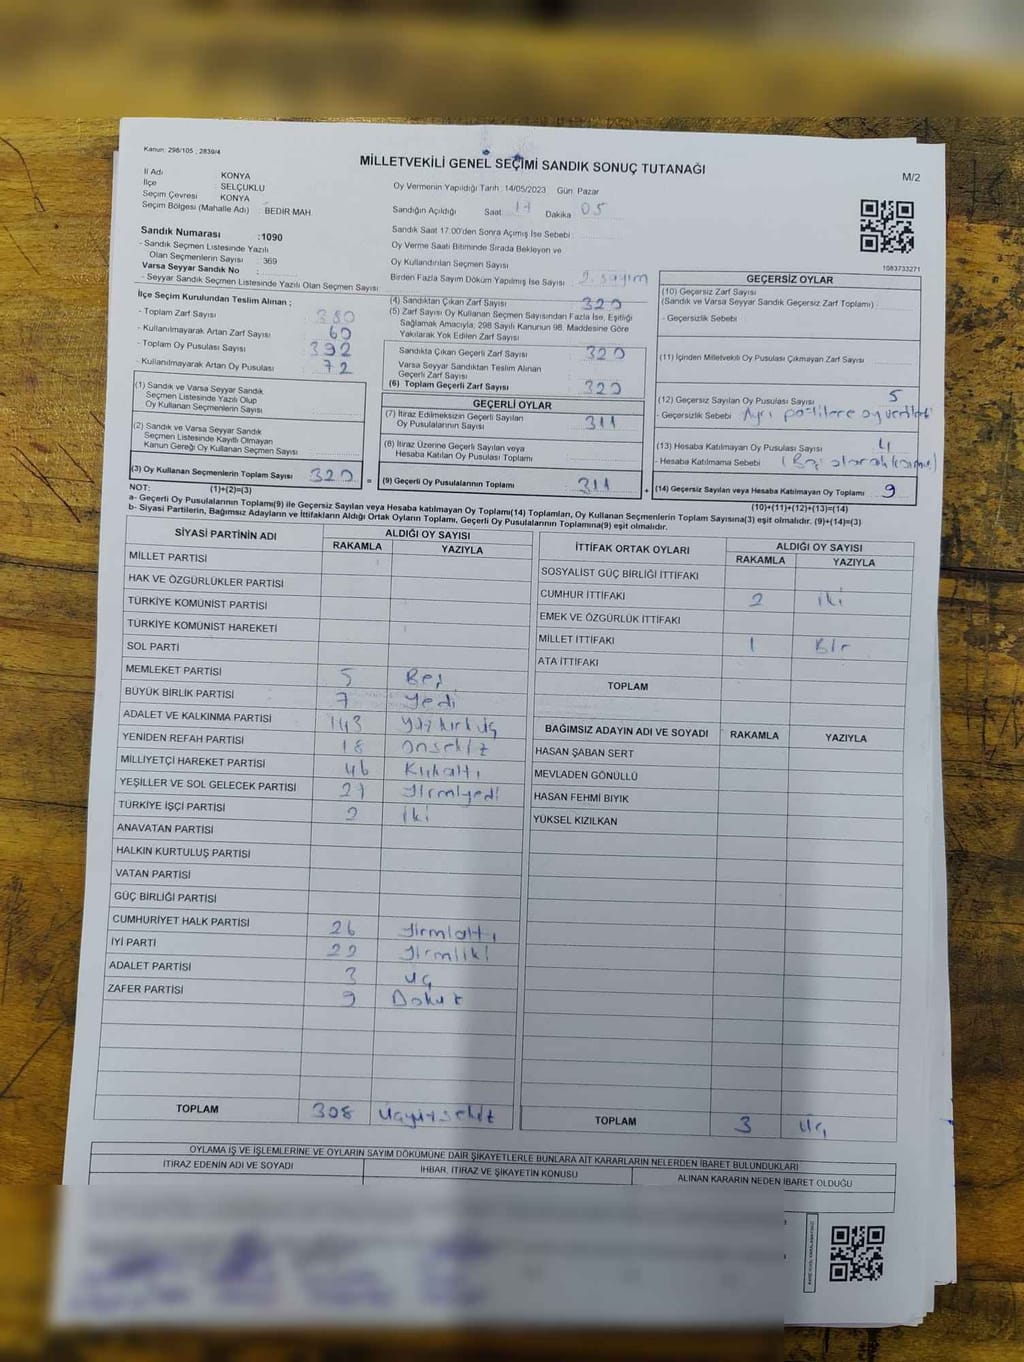 Kanun: 298/105 ; 2839/4
MİLLETVEKİLİ GENEL SEÇİMİ SANDIK SONUÇ TUTANAĞI
M/2
İl Adı KONYA
İlçe : SELÇUKLU
Seçim Çevresi KONYA
Seçim Bölgesi (Mahalle Adı) : BEDİR MAH
Sandık Numarası :1090
- Sandık Seçmen Listesinde Yazılı
Olan Seçmenlerin Sayısı : 369
Varsa Seyyar Sandık No :
- Seyyar Sandık Seçmen Listesinde Yazılı Olan Seçmen Sayısı
Oy Vermenin Yapıldığı Tarih : 14/05/2023 Gün: Pazar
Sandığın Açıldığı Saat 17 Dakika 05
Sandık Saat 17:00'den Sonra Açımış İse Sebebi :
Oy Verme Saati Bitiminde Sırada Bekleyen ve
Oy Kullandırılan Seçmen Sayısı
Birden Fazla Sayım Döküm Yapılmış İse Sayısı : 2. sayım
1583733271
İlçe Seçim Kurulundan Teslim Alınan ;
- Toplam Zarf Sayısı : 380
- Kullanılmayarak Artan Zarf Sayısı : 60
- Toplam Oy Pusulası Sayısı : 392
- Kullanılmayarak Artan Oy Pusulası : 72
(1) Sandık ve Varsa Seyyar Sandık
Seçmen Listesinde Yazılı Olup
Oy Kullanan Seçmenlerin Sayısı
(2) Sandık ve Varsa Seyyar Sandık
Seçmen Listesinde Kayıtlı Olmayan
Kanun Gereği Oy Kullanan Seçmen Sayısı
(3) Oy Kullanan Seçmenlerin Toplam Sayısı : 320
(1)+(2)=(3)
(4) Sandıktan Çıkan Zarf Sayısı : 320
(5) Zarf Sayısı Oy Kullanan Seçmen Sayısından Fazla İse, Eşitliği
Sağlamak Amacıyla; 298 Sayılı Kanunun 98. Maddesine Göre
Yakılarak Yok Edilen Zarf Sayısı
Sandıkta Çıkan Geçerli Zarf Sayısı : 320
Varsa Seyyar Sandıktan Teslim Alınan
Geçerli Zarf Sayısı
(6) Toplam Geçerli Zarf Sayısı : 320
GEÇERLİ OYLAR
(7) İtiraz Edilmeksizin Geçerli Sayılan
Oy Pusulalarının Sayısı : 311
(8) İtiraz Üzerine Geçerli Sayılan veya
Hesaba Katılan Oy Pusulası Toplamı
= (9) Geçerli Oy Pusulalarının Toplamı : 311
GEÇERSİZ OYLAR
(10) Geçersiz Zarf Sayısı
(Sandık ve Varsa Seyyar Sandık Geçersiz Zarf Toplamı)
- Geçersizlik Sebebi
(11) İçinden Milletvekili Oy Pusulası Çıkmayan Zarf Sayısı
(12) Geçersiz Sayılan Oy Pusulası Sayısı 5
- Geçersizlik Sebebi : Ayrı partilere oy verildi
(13) Hesaba Katılmayan Oy Pusulası Sayısı 4
- Hesaba Katılmama Sebebi
+ (14) Geçersiz Sayılan veya Hesaba Katılmayan Oy Toplamı : 9
(10)+(11)+(12)+(13)=(14)
NOT:
a- Geçerli Oy Pusulalarının Toplamı(9) ile Geçersiz Sayılan veya Hesaba katılmayan Oy Toplamı(14) Toplamları, Oy Kullanan Seçmenlerin Toplam Sayısına(3) eşit olmalıdır. (9)+(14)=(3)
b- Siyasi Partilerin, Bağımsız Adayların ve İttifakların Aldığı Ortak Oyların Toplamı, Geçerli Oy Pusulalarının Toplamına(9) eşit olmalıdır.
SİYASİ PARTİNİN ADI ALDIĞI OY SAYISI
RAKAMLA YAZIYLA
MİLLET PARTİSİ
HAK VE ÖZGÜRLÜKLER PARTİSİ
TÜRKİYE KOMÜNİST PARTİSİ
TÜRKİYE KOMÜNİST HAREKETİ
SOL PARTİ
MEMLEKET PARTİSİ 5 Beş
BÜYÜK BİRLİK PARTİSİ 7 Yedi
ADALET VE KALKINMA PARTİSİ 143 Yüzkırküç
YENİDEN REFAH PARTİSİ 18 Onsekiz
MİLLİYETÇİ HAREKET PARTİSİ 46 Kırkaltı
YEŞİLLER VE SOL GELECEK PARTİSİ 27 Yirmiyedi
TÜRKİYE İŞÇİ PARTİSİ 2 iki
ANAVATAN PARTİSİ
HALKIN KURTULUŞ PARTİSİ
VATAN PARTİSİ
GÜÇ BİRLİĞİ PARTİSİ
CUMHURİYET HALK PARTİSİ 26 Yirmialtı
İYİ PARTİ 22 Yirmiiki
ADALET PARTİSİ 3 üç
ZAFER PARTİSİ 9 Dokuz
TOPLAM 308 üçyüzsekiz
İTTİFAK ORTAK OYLARI ALDIĞI OY SAYISI
RAKAMLA YAZIYLA
SOSYALİST GÜÇ BİRLİĞİ İTTİFAKI
CUMHUR İTTİFAKI 2 iki
EMEK VE ÖZGÜRLÜK İTTİFAKI
MİLLET İTTİFAKI 1 Bir
ATA İTTİFAKI
TOPLAM
BAĞIMSIZ ADAYIN ADI VE SOYADI RAKAMLA YAZIYLA
HASAN ŞABAN SERT
MEVLADEN GÖNÜLLÜ
HASAN FEHMİ BIYIK
YÜKSEL KIZILKAN
TOPLAM 3 üç
OYLAMA İŞ VE İŞLEMLERİNE VE OYLARIN SAYIM DÖKÜMÜNE DAİR ŞİKAYETLERLE BUNLARA AİT KARARLARIN NELERDEN İBARET BULUNDUKLARI
İTİRAZ EDENİN ADI VE SOYADI İHBAR, İTİRAZ VE ŞİKAYETİN KONUSU ALINAN KARARIN NEDEN İBARET OLDUĞU